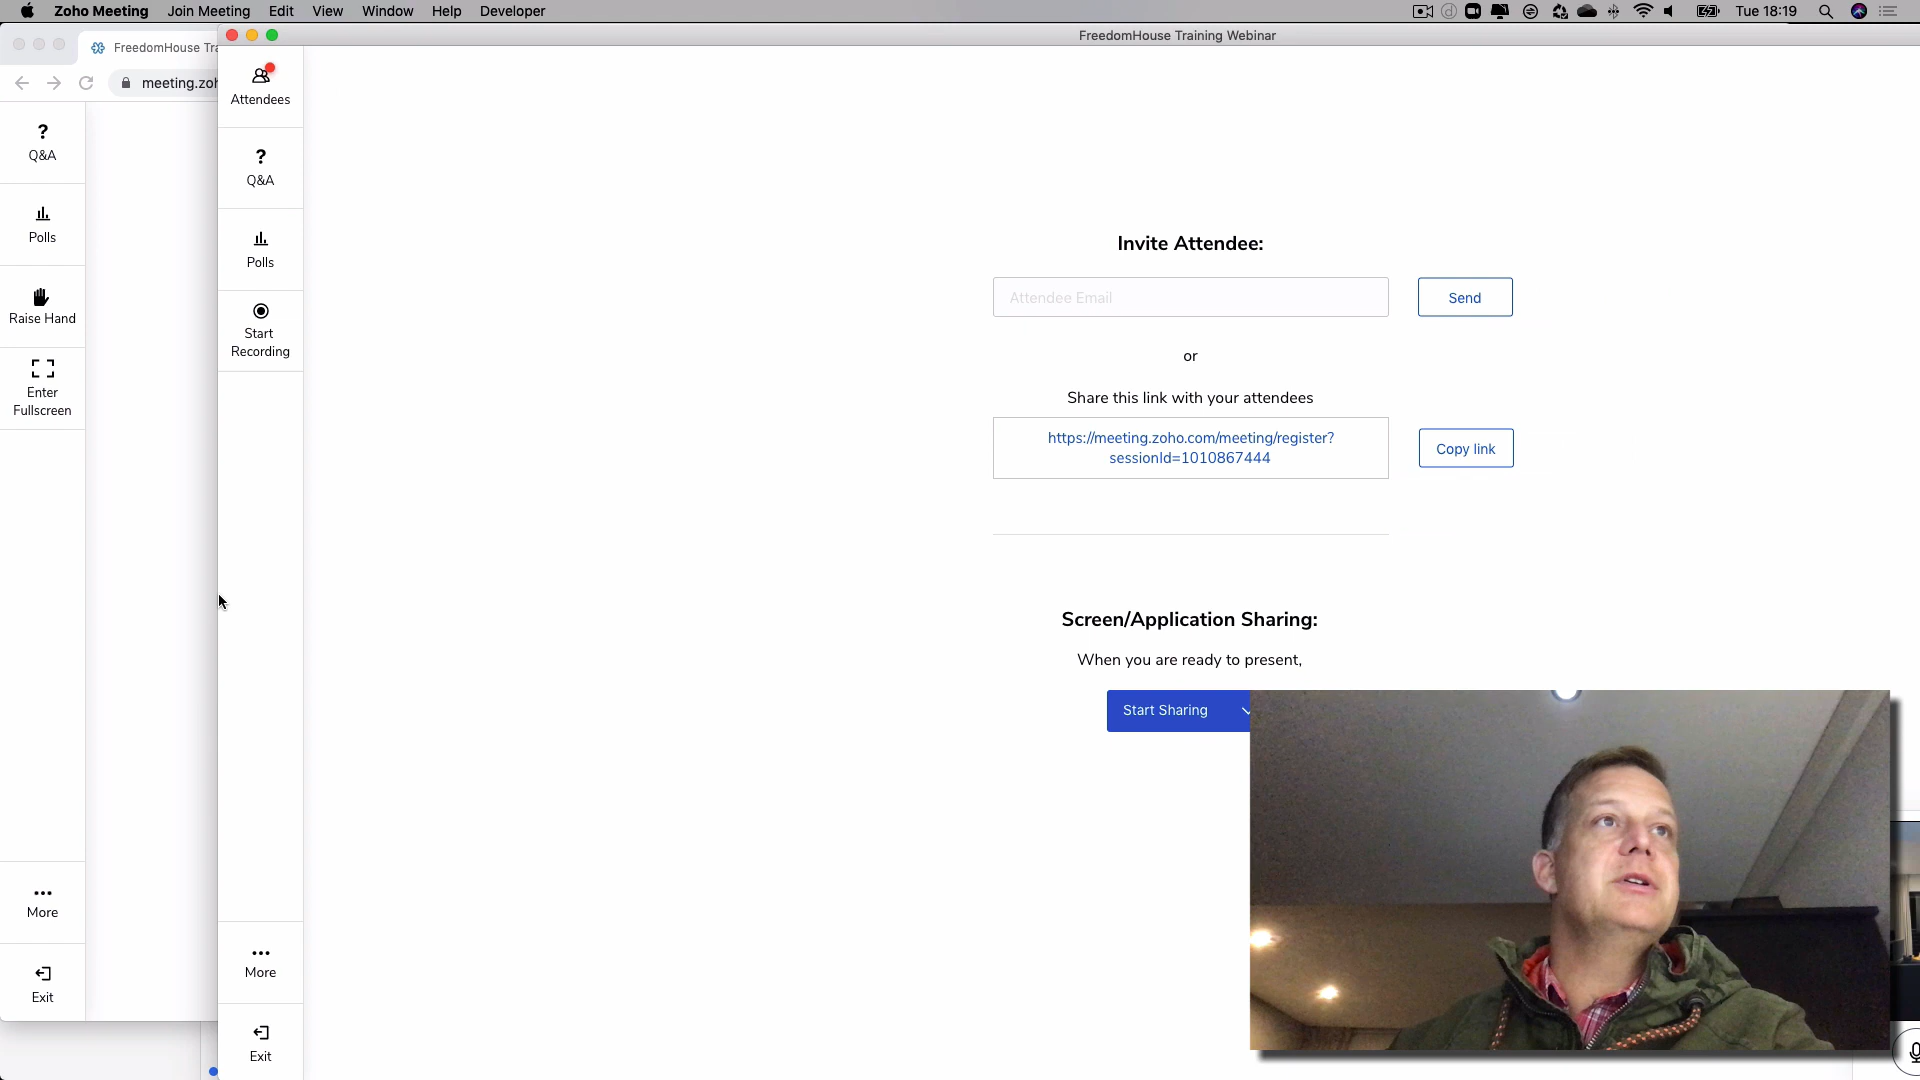 Zoho Meeting Join Meeting Edit View Window Help Developer
Tue 18:19
FreedomHouse Tra
FreedomHouse Training Webinar
meeting.zoh
Q&A
Polls
Raise Hand
Enter
Fullscreen
More
Exit
Attendees
Q&A
Polls
Start
Recording
More
Exit
Invite Attendee:
Attendee Email
Send
or
Share this link with your attendees
https://meeting.zoho.com/meeting/register?
sessionId=1010867444
Copy link
Screen/Application Sharing:
When you are ready to present,
Start Sharing